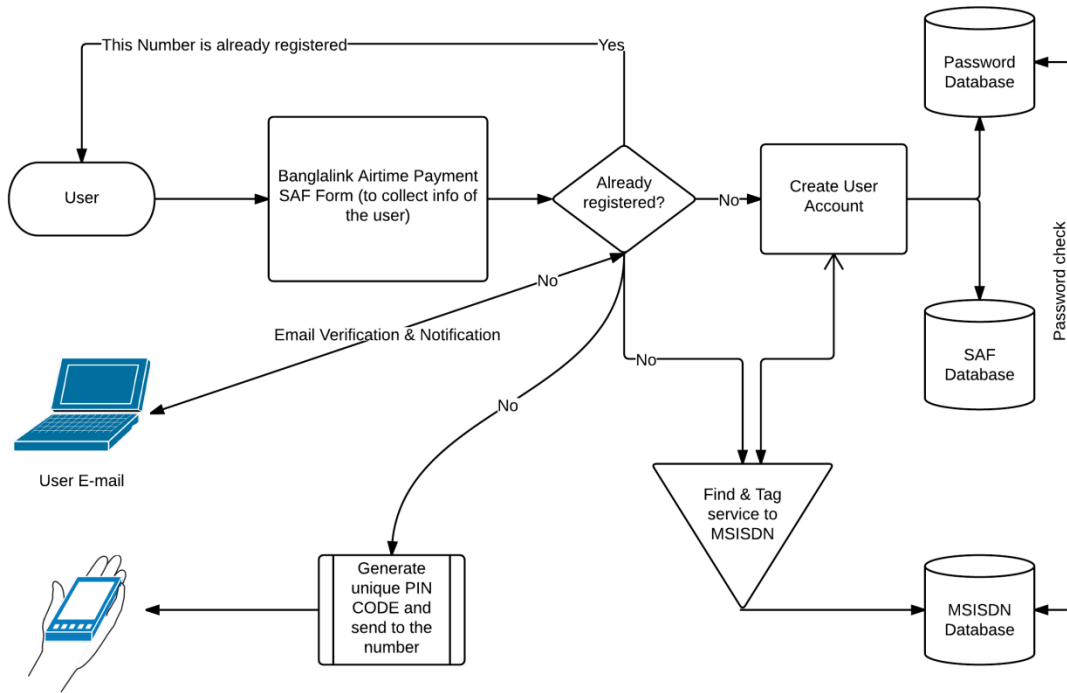 This Number is already registered
Yes
Password
Database
User
Banglalink Airtime Payment
SAF Form (to collect info of
the user)
Already
registered?
No
Create User
Account
Password check
No
Email Verification & Notification
No
SAF
Database
No
User E-mail
Find & Tag
service to
MSISDN
Generate
unique PIN
CODE and
send to the
number
MSISDN
Database